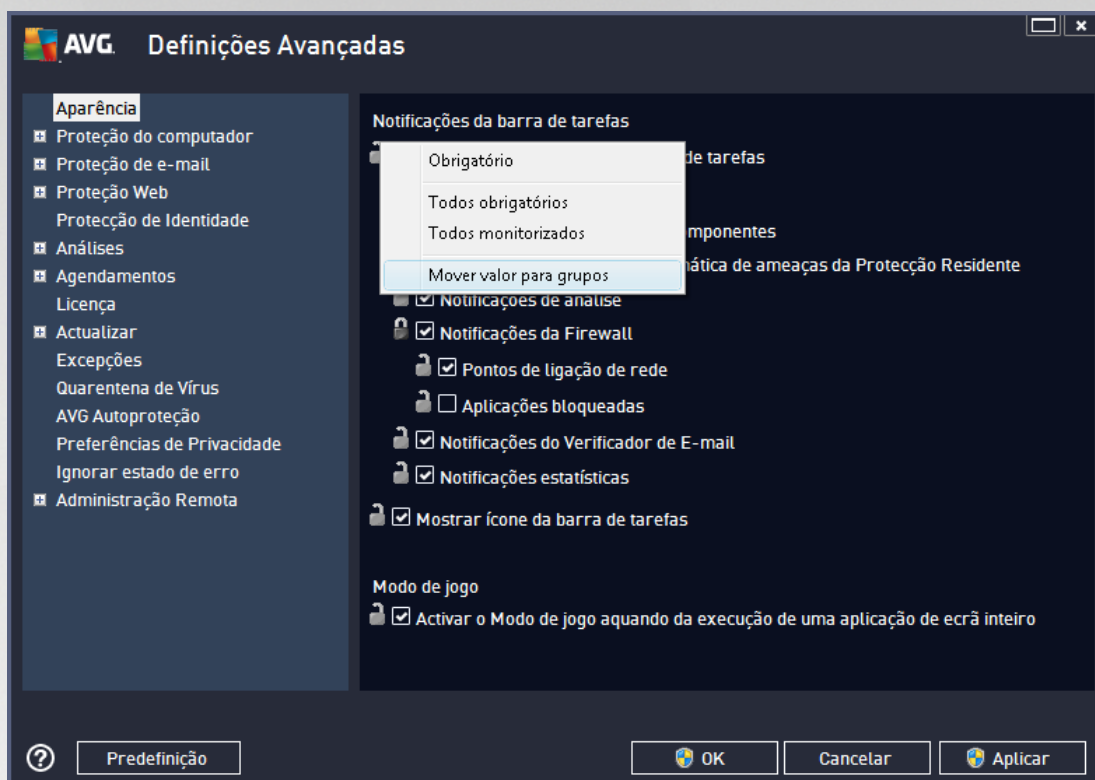 AVG. Definições Avançadas
Aparência
Proteção do computador
Proteção de e-mail
Proteção Web
Protecção de Identidade
Análises
Agendamentos
Licença
Actualizar
Excepções
Quarentena de Vírus
AVG Autoproteção
Preferências de Privacidade
Ignorar estado de erro
Administração Remota
Notificações da barra de tarefas
de tarefas
Obrigatório
Todos obrigatórios
Todos monitorizados
Mover valor para grupos
mponentes
de ameaças da Protecção Residente
Notificações de análise
Notificações da Firewall
Pontos de ligação de rede
Aplicações bloqueadas
Notificações do Verificador de E-mail
Notificações estatísticas
Mostrar ícone da barra de tarefas
Modo de jogo
Activar o Modo de jogo aquando da execução de uma aplicação de ecrã inteiro
Predefinição
OK
Cancelar
Aplicar